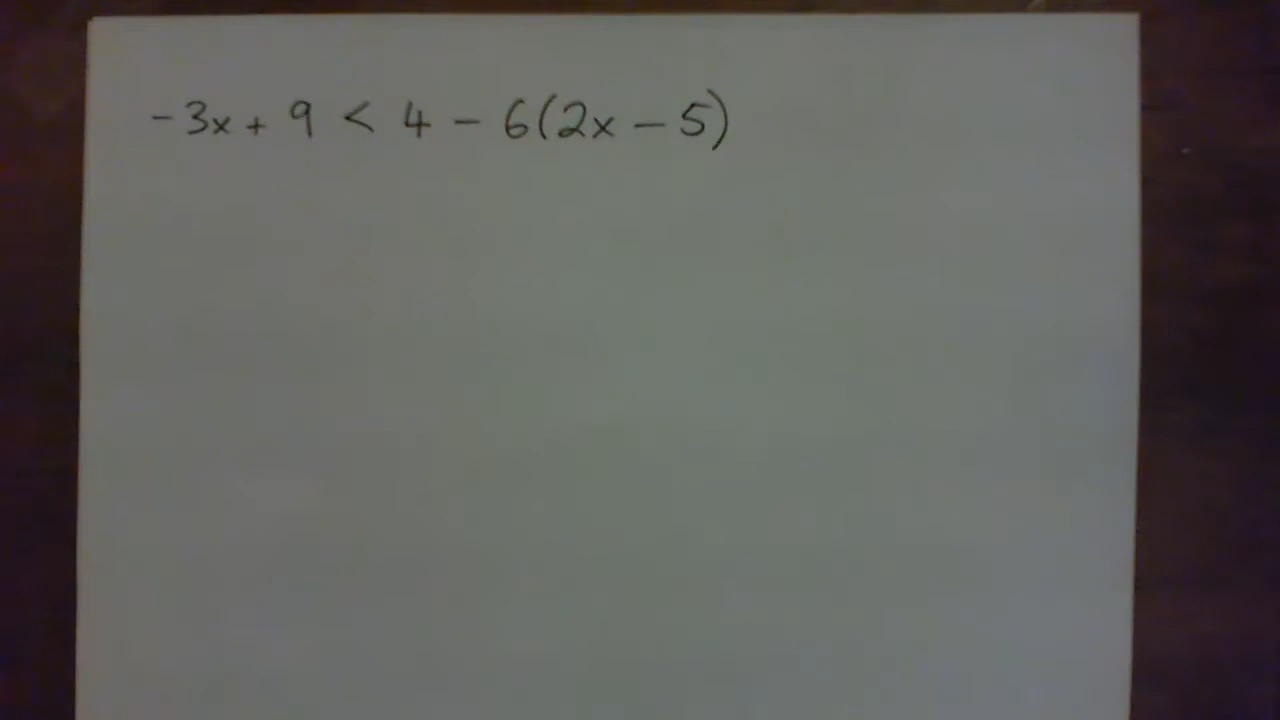 -3x + 9 < 4 - 6(2x - 5)